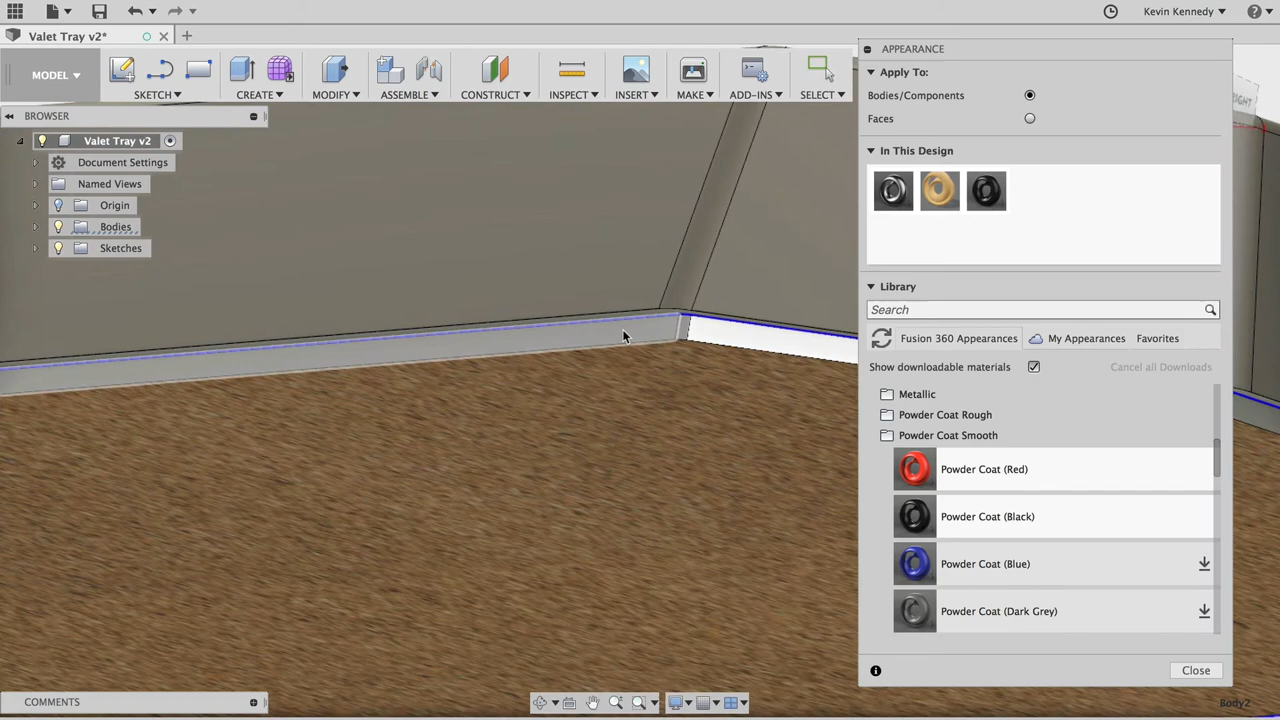 Kevin Kennedy
Valet Tray v2*
MODEL
SKETCH
CREATE
MODIFY
ASSEMBLE
CONSTRUCT
INSPECT
INSERT
MAKE
ADD-INS
SELECT
BROWSER
Valet Tray v2
Document Settings
Named Views
Origin
Bodies
Sketches
APPEARANCE
Apply To:
Bodies/Components
Faces
In This Design
Library
Search
Fusion 360 Appearances
My Appearances
Favorites
Show downloadable materials
Cancel all Downloads
Metallic
Powder Coat Rough
Powder Coat Smooth
Powder Coat (Red)
Powder Coat (Black)
Powder Coat (Blue)
Powder Coat (Dark Grey)
Close
RIGHT
COMMENTS
Body2